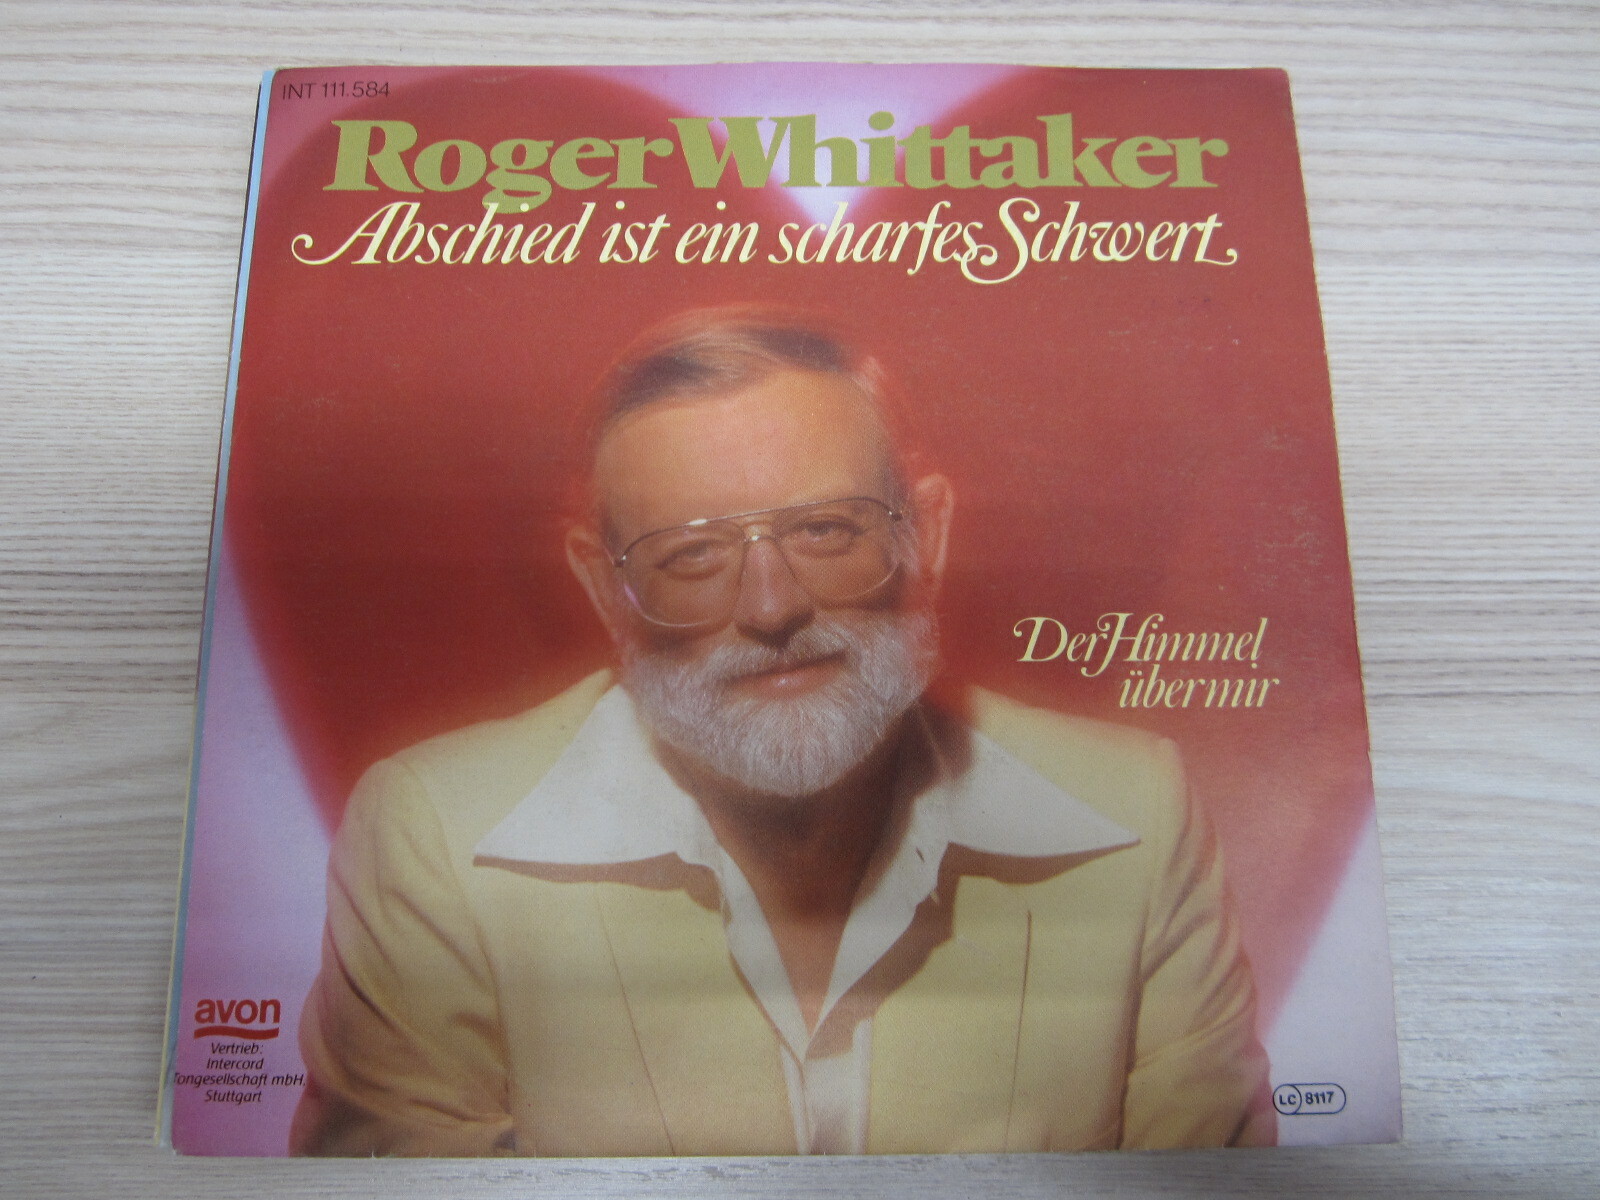 INT 111.584
Roger Whittaker
Abschied ist ein scharfes Schwert
Der Himmel
über mir
avon
Vertrieb:
Intercord
Tongesellschaft mbH,
Stuttgart
LC 8117